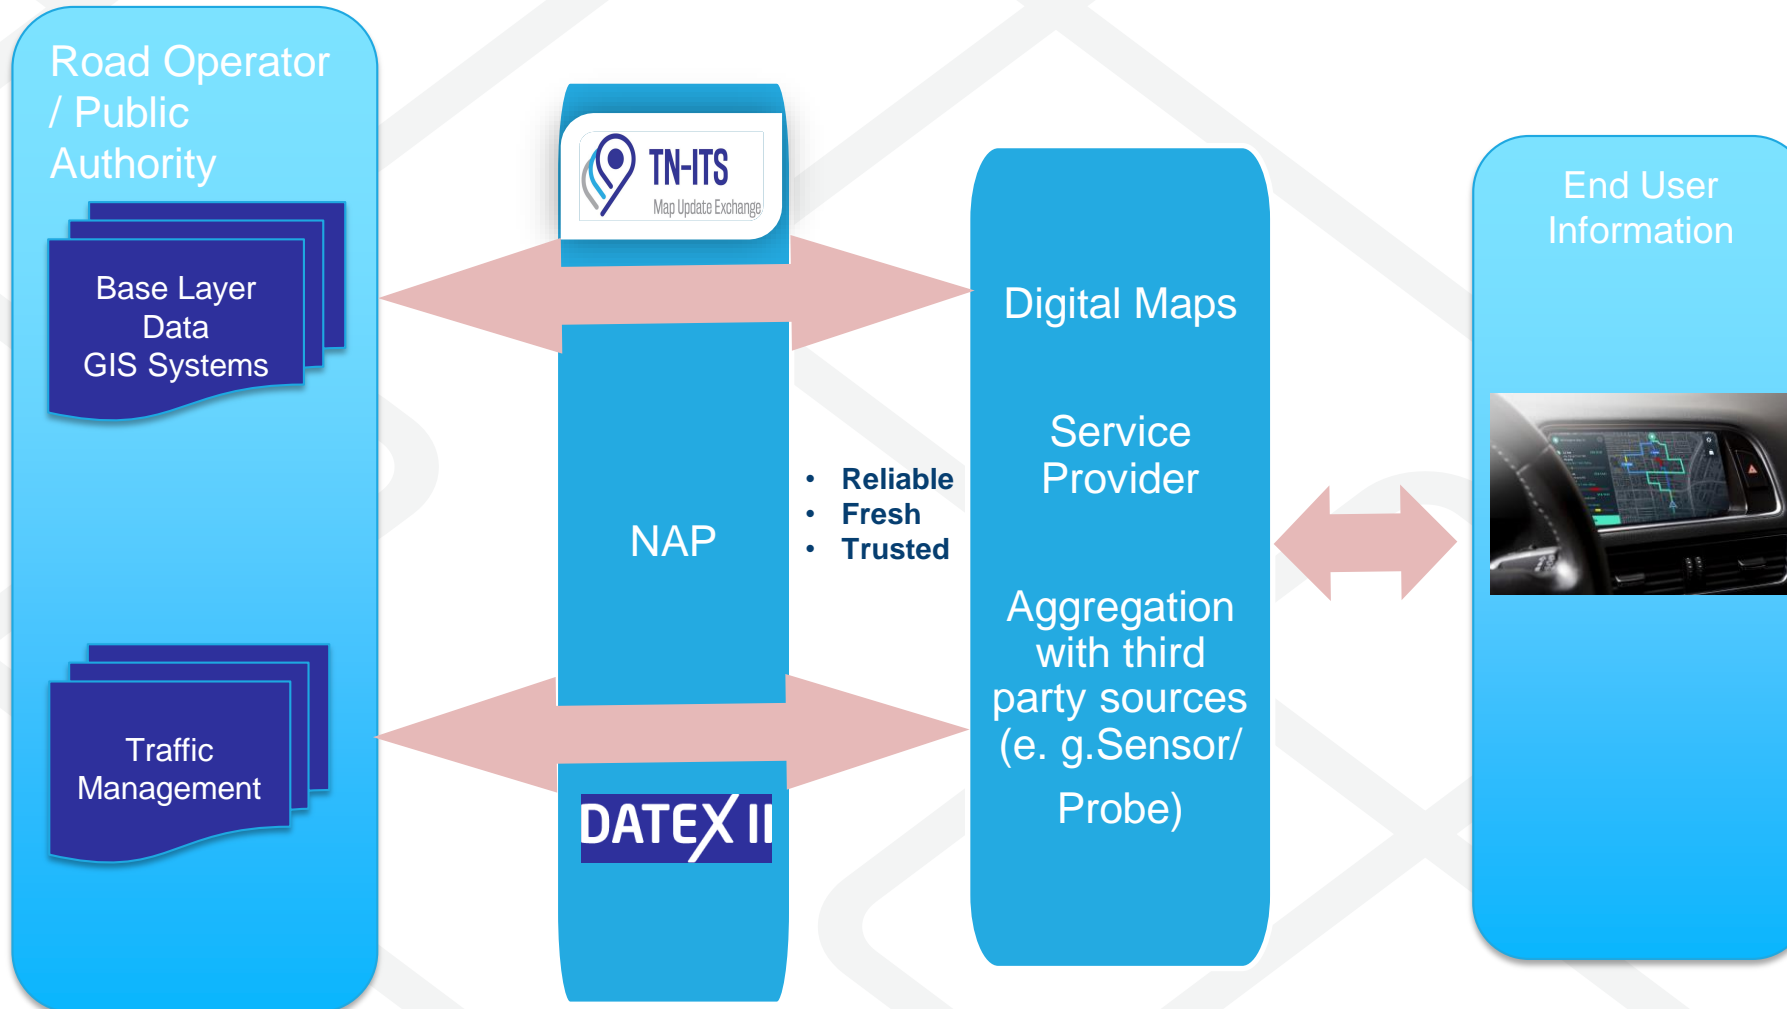 Road Operator
/ Public
Authority
Base Layer
Data
GIS Systems
Traffic
Management
TN-ITS
Map Update Exchange
NAP
DATEX II
• Reliable
• Fresh
• Trusted
Digital Maps
Service
Provider
Aggregation
with third
party sources
(e. g.Sensor/
Probe)
End User
Information